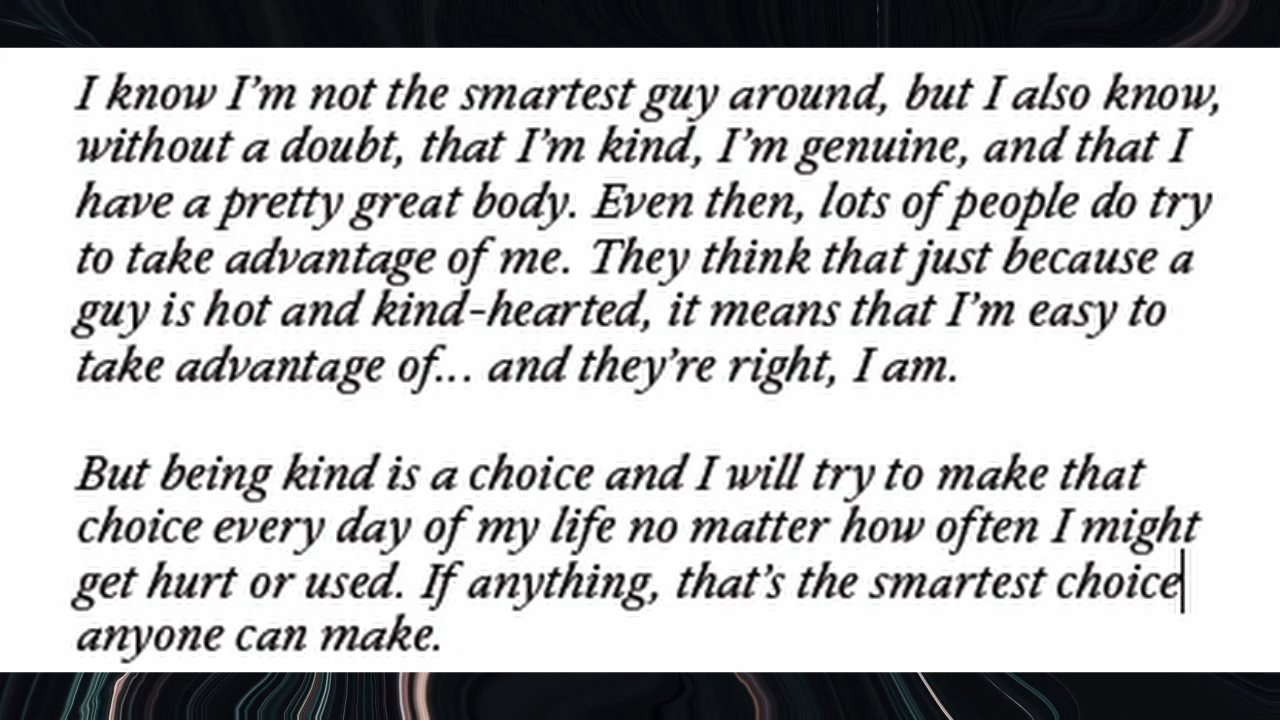 I know I’m not the smartest guy around, but I also know,
without a doubt, that I’m kind, I’m genuine, and that I
have a pretty great body. Even then, lots of people do try
to take advantage of me. They think that just because a
guy is hot and kind-hearted, it means that I’m easy to
take advantage of... and they’re right, I am.
But being kind is a choice and I will try to make that
choice every day of my life no matter how often I might
get hurt or used. If anything, that’s the smartest choice
anyone can make.